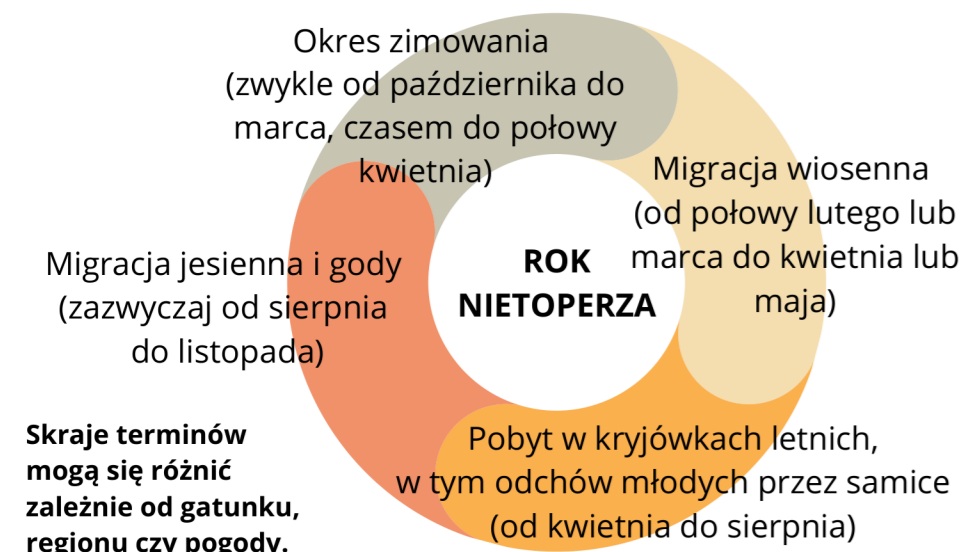 Okres zimowania
(zwykle od października do
marca, czasem do połowy
kwietnia)
Migracja wiosenna
(od połowy lutego lub
marca do kwietnia lub
maja)
ROK
NIETOPERZA
Migracja jesienna i gody
(zazwyczaj od sierpnia
do listopada)
Pobyt w kryjówkach letnich,
w tym odchów młodych przez samice
(od kwietnia do sierpnia)
Skraje terminów
mogą się różnić
zależnie od gatunku,
regionu czy pogody.